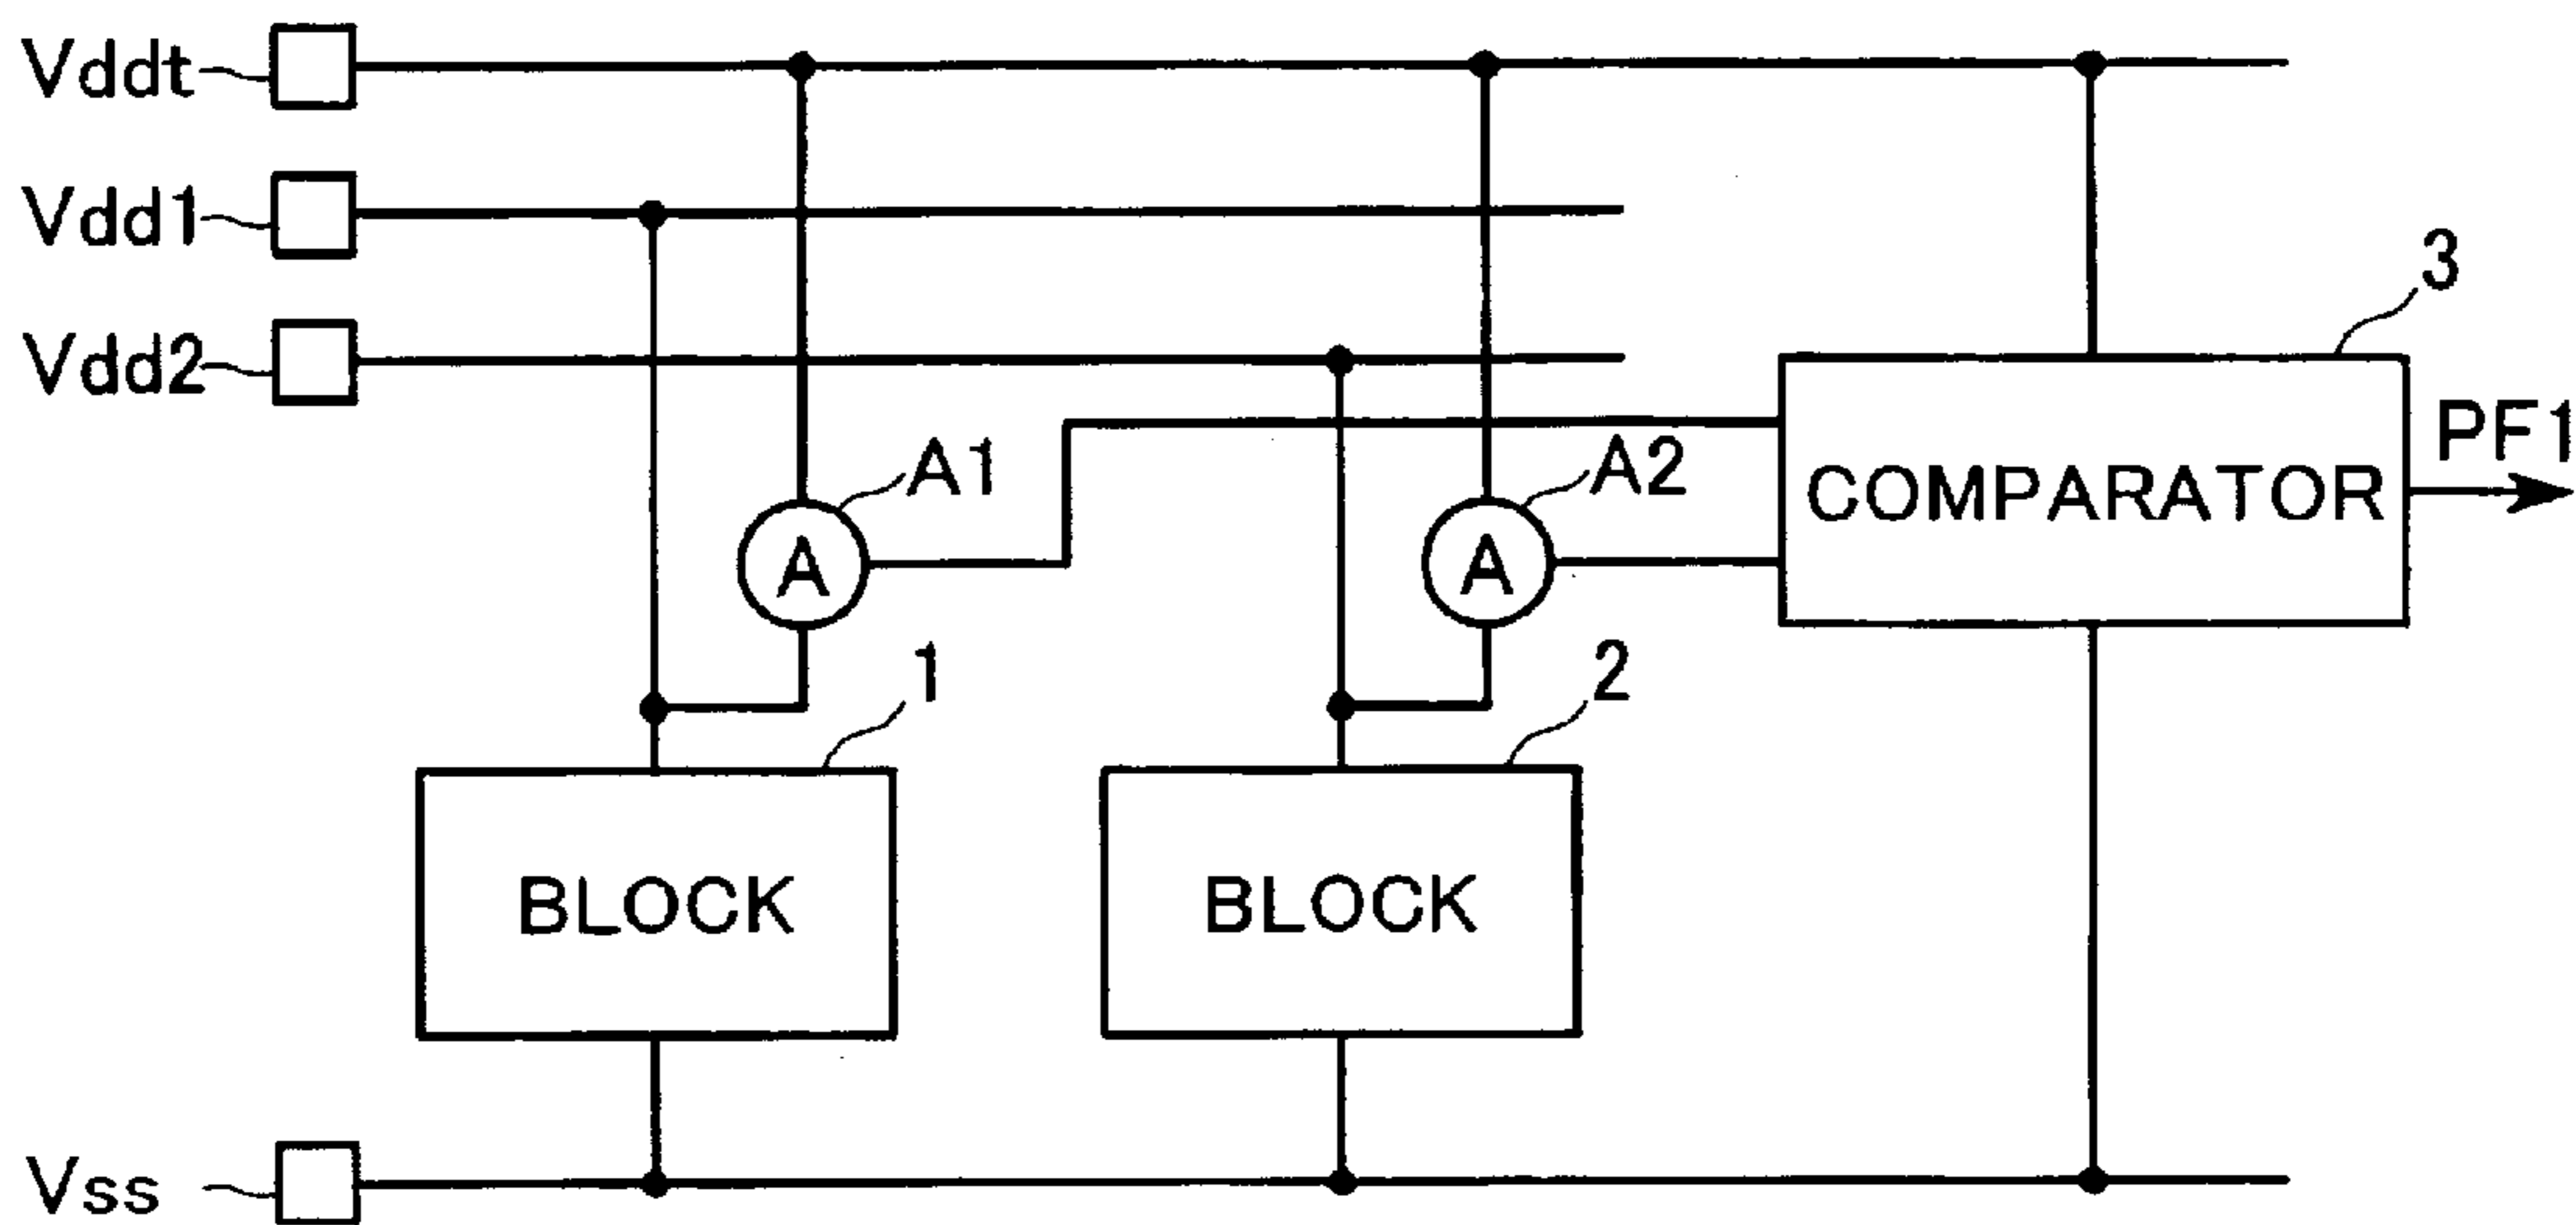 Vddt
Vdd1
Vdd2
3
PF1
A1
A2
COMPARATOR
A
A
1
2
BLOCK
BLOCK
Vss